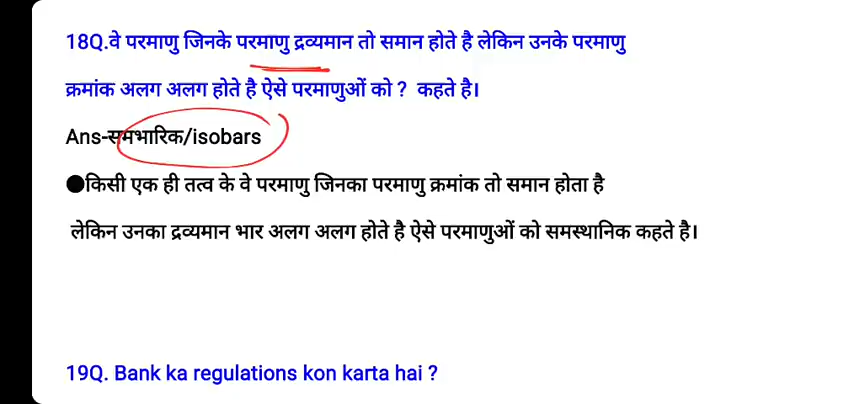 18Q.वे परमाणु जिनके परमाणु द्रव्यमान तो समान होते है लेकिन उनके परमाणु
क्रमांक अलग अलग होते है ऐसे परमाणुओं को ? कहते है।
Ans-समभारिक/isobars
●किसी एक ही तत्व के वे परमाणु जिनका परमाणु क्रमांक तो समान होता है
लेकिन उनका द्रव्यमान भार अलग अलग होते है ऐसे परमाणुओं को समस्थानिक कहते है।
19Q. Bank ka regulations kon karta hai ?